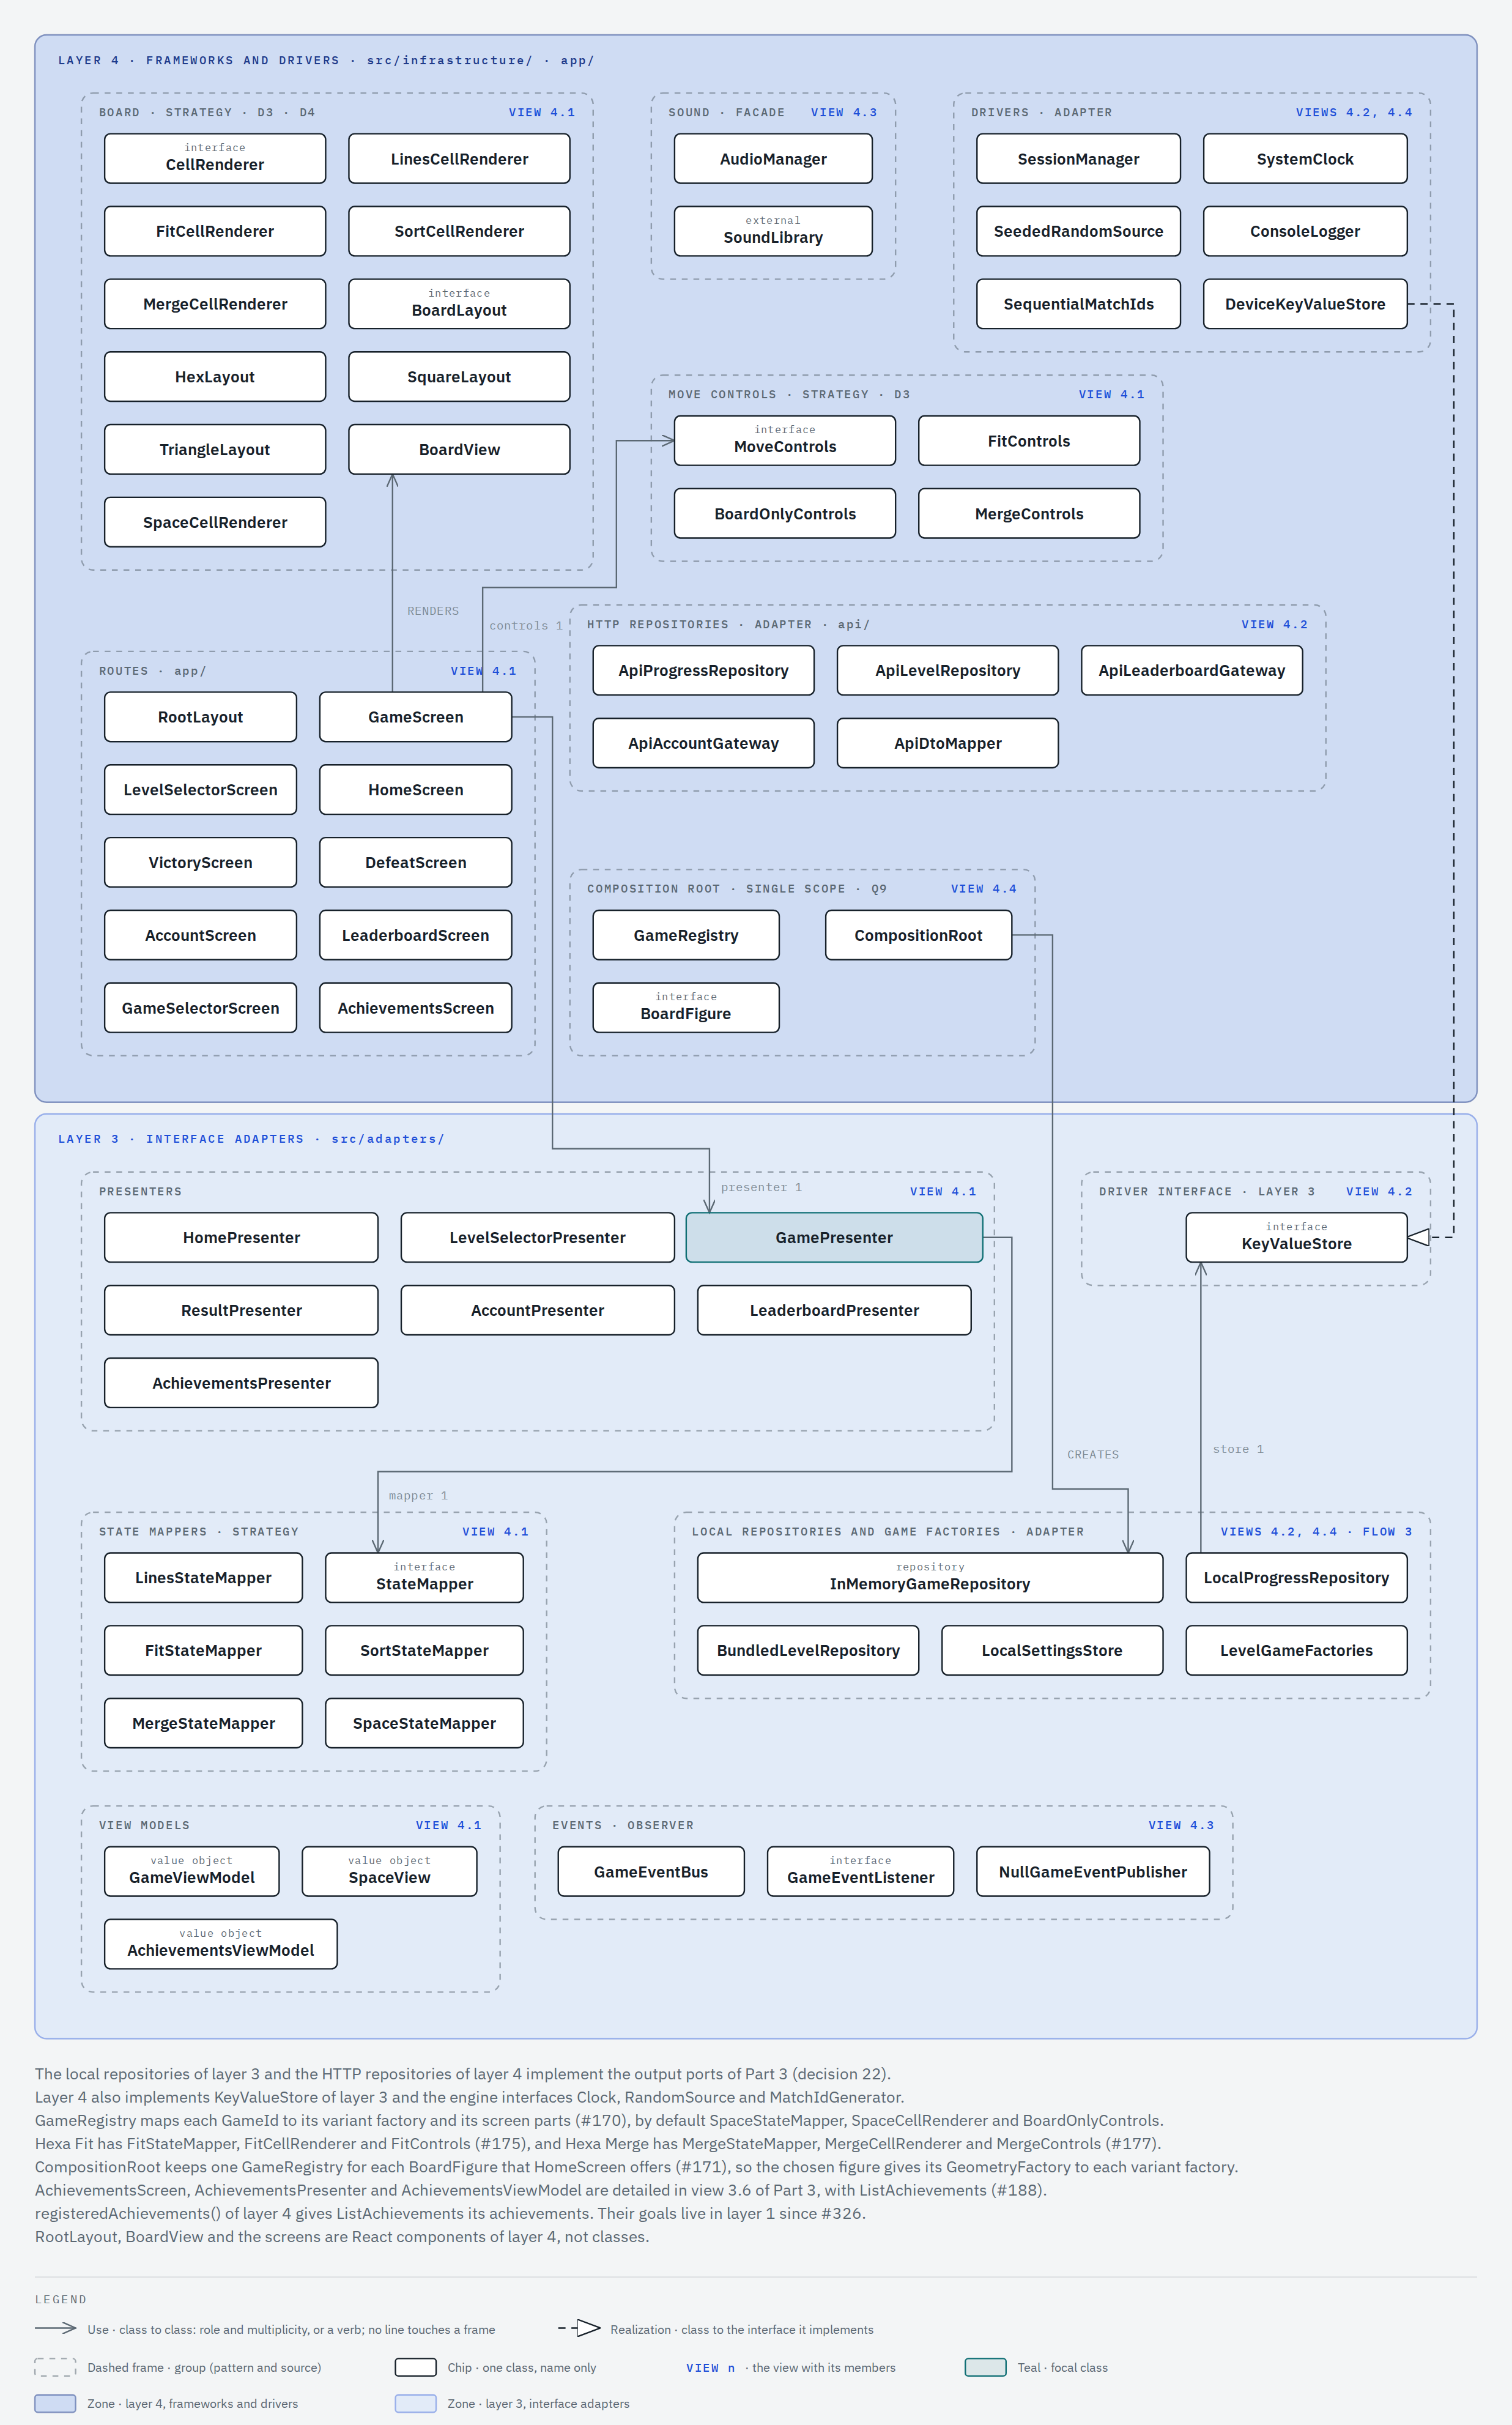 LAYER 4 · FRAMEWORKS AND DRIVERS · src/infrastructure/ · app/
BOARD · STRATEGY · D3 · D4
VIEW 4.1
interface
CellRenderer
LinesCellRenderer
FitCellRenderer
SortCellRenderer
MergeCellRenderer
interface
BoardLayout
HexLayout
SquareLayout
TriangleLayout
BoardView
SpaceCellRenderer
SOUND · FACADE
VIEW 4.3
AudioManager
external
SoundLibrary
DRIVERS · ADAPTER
VIEWS 4.2, 4.4
SessionManager
SystemClock
SeededRandomSource
ConsoleLogger
SequentialMatchIds
DeviceKeyValueStore
MOVE CONTROLS · STRATEGY · D3
VIEW 4.1
interface
MoveControls
FitControls
BoardOnlyControls
MergeControls
RENDERS
controls 1
HTTP REPOSITORIES · ADAPTER · api/
VIEW 4.2
ApiProgressRepository
ApiLevelRepository
ApiLeaderboardGateway
ApiAccountGateway
ApiDtoMapper
ROUTES · app/
VIEW 4.1
RootLayout
GameScreen
LevelSelectorScreen
HomeScreen
VictoryScreen
DefeatScreen
AccountScreen
LeaderboardScreen
GameSelectorScreen
AchievementsScreen
COMPOSITION ROOT · SINGLE SCOPE · Q9
VIEW 4.4
GameRegistry
CompositionRoot
interface
BoardFigure
LAYER 3 · INTERFACE ADAPTERS · src/adapters/
PRESENTERS
presenter 1
VIEW 4.1
HomePresenter
LevelSelectorPresenter
GamePresenter
ResultPresenter
AccountPresenter
LeaderboardPresenter
AchievementsPresenter
DRIVER INTERFACE · LAYER 3
VIEW 4.2
interface
KeyValueStore
CREATES
store 1
mapper 1
STATE MAPPERS · STRATEGY
VIEW 4.1
LinesStateMapper
interface
StateMapper
FitStateMapper
SortStateMapper
MergeStateMapper
SpaceStateMapper
LOCAL REPOSITORIES AND GAME FACTORIES · ADAPTER
VIEWS 4.2, 4.4 · FLOW 3
repository
InMemoryGameRepository
LocalProgressRepository
BundledLevelRepository
LocalSettingsStore
LevelGameFactories
VIEW MODELS
VIEW 4.1
value object
GameViewModel
value object
SpaceView
value object
AchievementsViewModel
EVENTS · OBSERVER
VIEW 4.3
GameEventBus
interface
GameEventListener
NullGameEventPublisher
The local repositories of layer 3 and the HTTP repositories of layer 4 implement the output ports of Part 3 (decision 22).
Layer 4 also implements KeyValueStore of layer 3 and the engine interfaces Clock, RandomSource and MatchIdGenerator.
GameRegistry maps each GameId to its variant factory and its screen parts (#170), by default SpaceStateMapper, SpaceCellRenderer and BoardOnlyControls.
Hexa Fit has FitStateMapper, FitCellRenderer and FitControls (#175), and Hexa Merge has MergeStateMapper, MergeCellRenderer and MergeControls (#177).
CompositionRoot keeps one GameRegistry for each BoardFigure that HomeScreen offers (#171), so the chosen figure gives its GeometryFactory to each variant factory.
AchievementsScreen, AchievementsPresenter and AchievementsViewModel are detailed in view 3.6 of Part 3, with ListAchievements (#188).
registeredAchievements() of layer 4 gives ListAchievements its achievements. Their goals live in layer 1 since #326.
RootLayout, BoardView and the screens are React components of layer 4, not classes.
LEGEND
Use · class to class: role and multiplicity, or a verb; no line touches a frame
Realization · class to the interface it implements
Dashed frame · group (pattern and source)
Chip · one class, name only
VIEW n · the view with its members
Teal · focal class
Zone · layer 4, frameworks and drivers
Zone · layer 3, interface adapters